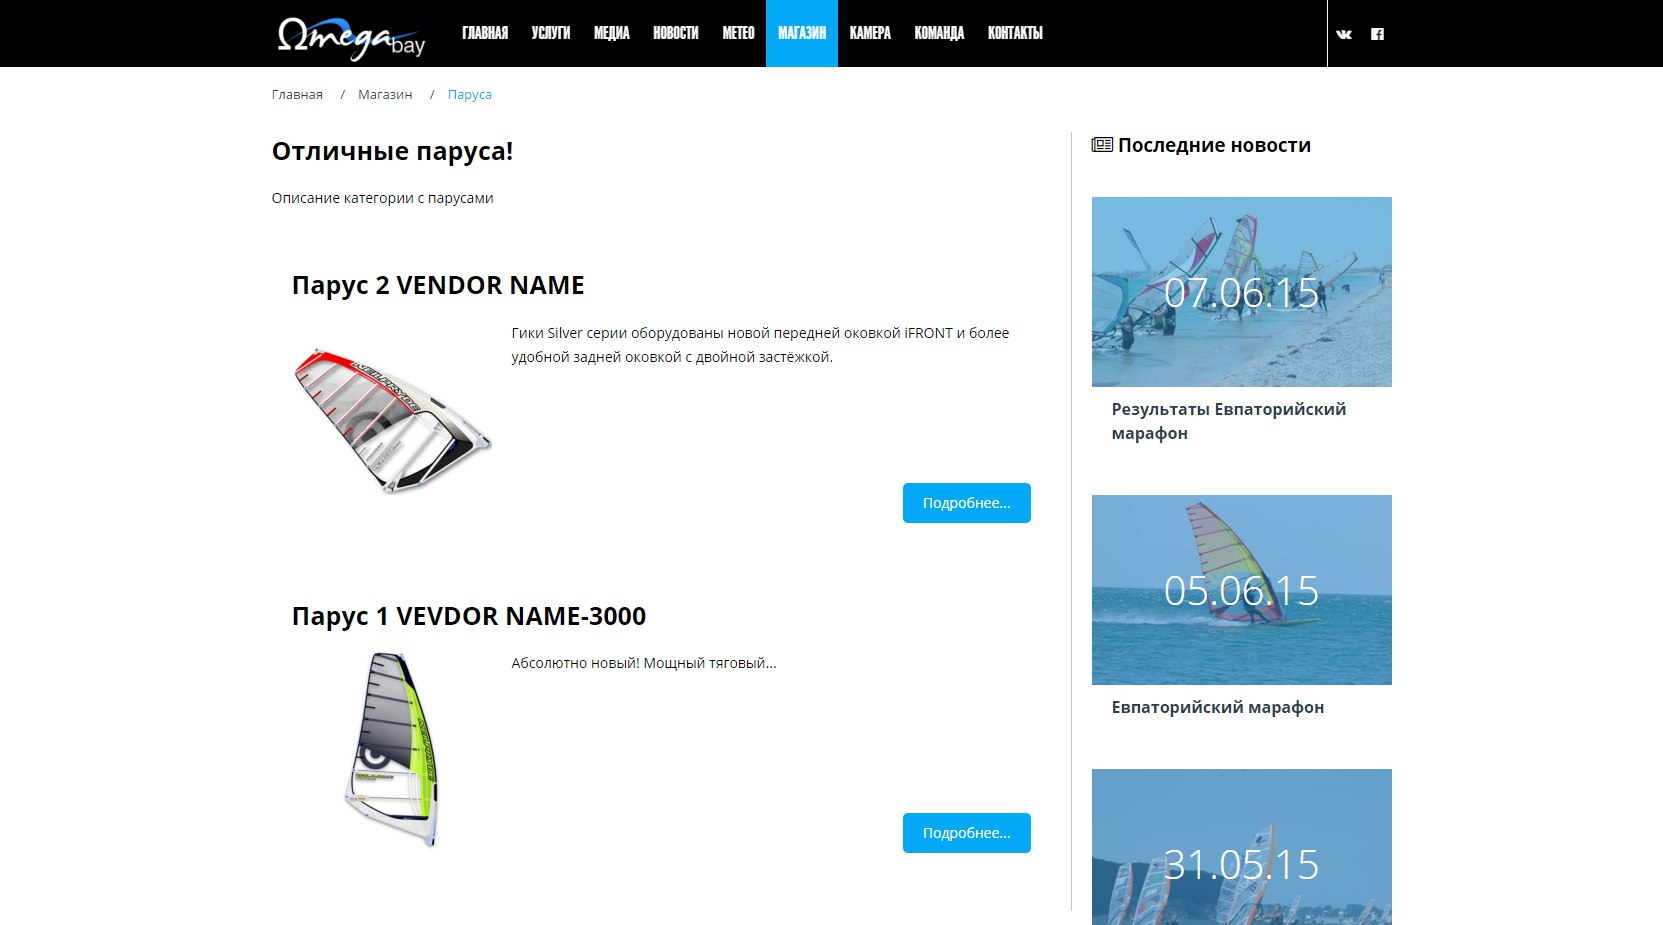 Ωmega bay
ГЛАВНАЯ УСЛУГИ МЕДИА НОВОСТИ МЕТЕО МАГАЗИН КАМЕРА КОМАНДА КОНТАКТЫ
Главная / Магазин / Паруса
Отличные паруса!
Описание категории с парусами
Парус 2 VENDOR NAME
Гики Silver серии оборудованы новой передней оковкой iFRONT и более
удобной задней оковкой с двойной застёжкой.
NEILPRYDE
Подробнее...
Парус 1 VEVDOR NAME-3000
Абсолютно новый! Мощный тяговый...
Подробнее...
Последние новости
07.06.15
Результаты Евпаторийский
марафон
05.06.15
Евпаторийский марафон
31.05.15